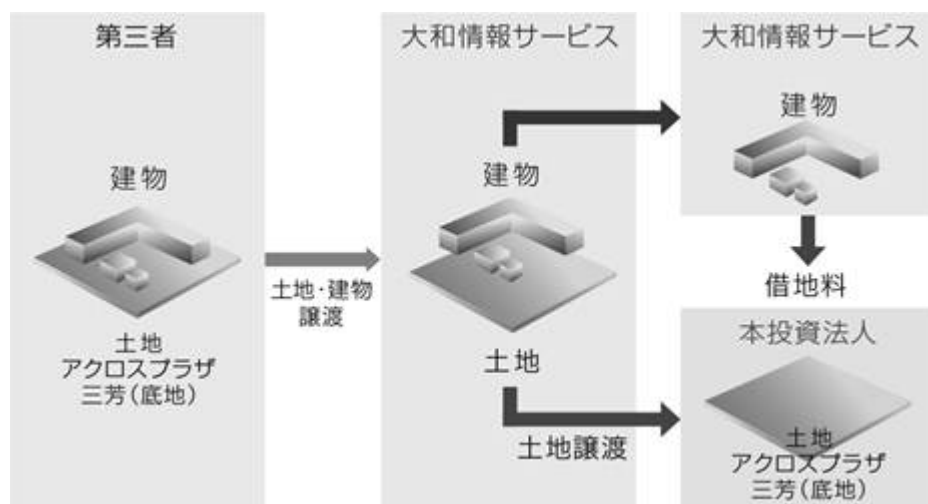 第三者
建物
土地
アクロスプラザ
三芳(底地)
土地・建物
譲渡
大和情報サービス
建物
土地
土地譲渡
大和情報サービス
建物
借地料
本投資法人
土地
アクロスプラザ
三芳(底地)